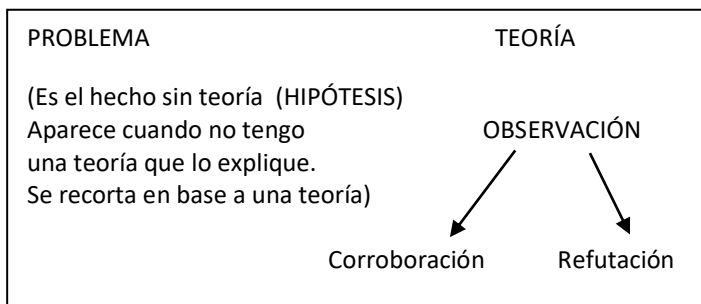 PROBLEMA TEORÍA
(Es el hecho sin teoría (HIPÓTESIS)
Aparece cuando no tengo OBSERVACIÓN
una teoría que lo explique.
Se recorta en base a una teoría)
Corroboración Refutación